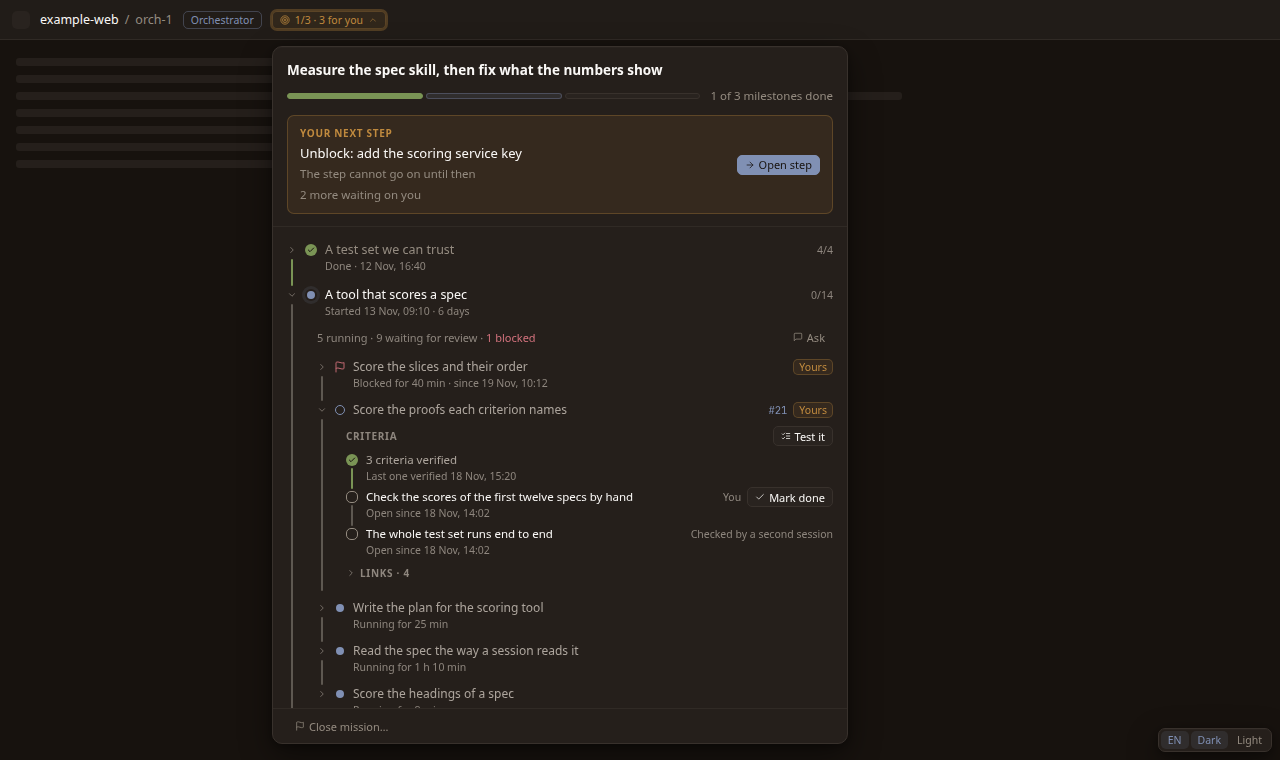 example-web / orch-1 Orchestrator 1/3 · 3 for you
Measure the spec skill, then fix what the numbers show
1 of 3 milestones done
YOUR NEXT STEP
Unblock: add the scoring service key
The step cannot go on until then
2 more waiting on you
Open step
A test set we can trust 4/4
Done · 12 Nov, 16:40
A tool that scores a spec 0/14
Started 13 Nov, 09:10 · 6 days
5 running · 9 waiting for review · 1 blocked Ask
Score the slices and their order Yours
Blocked for 40 min · since 19 Nov, 10:12
Score the proofs each criterion names #21 Yours
CRITERIA Test it
3 criteria verified
Last one verified 18 Nov, 15:20
Check the scores of the first twelve specs by hand You Mark done
Open since 18 Nov, 14:02
The whole test set runs end to end Checked by a second session
Open since 18 Nov, 14:02
LINKS · 4
Write the plan for the scoring tool
Running for 25 min
Read the spec the way a session reads it
Running for 1 h 10 min
Score the headings of a spec
Close mission...
EN Dark Light